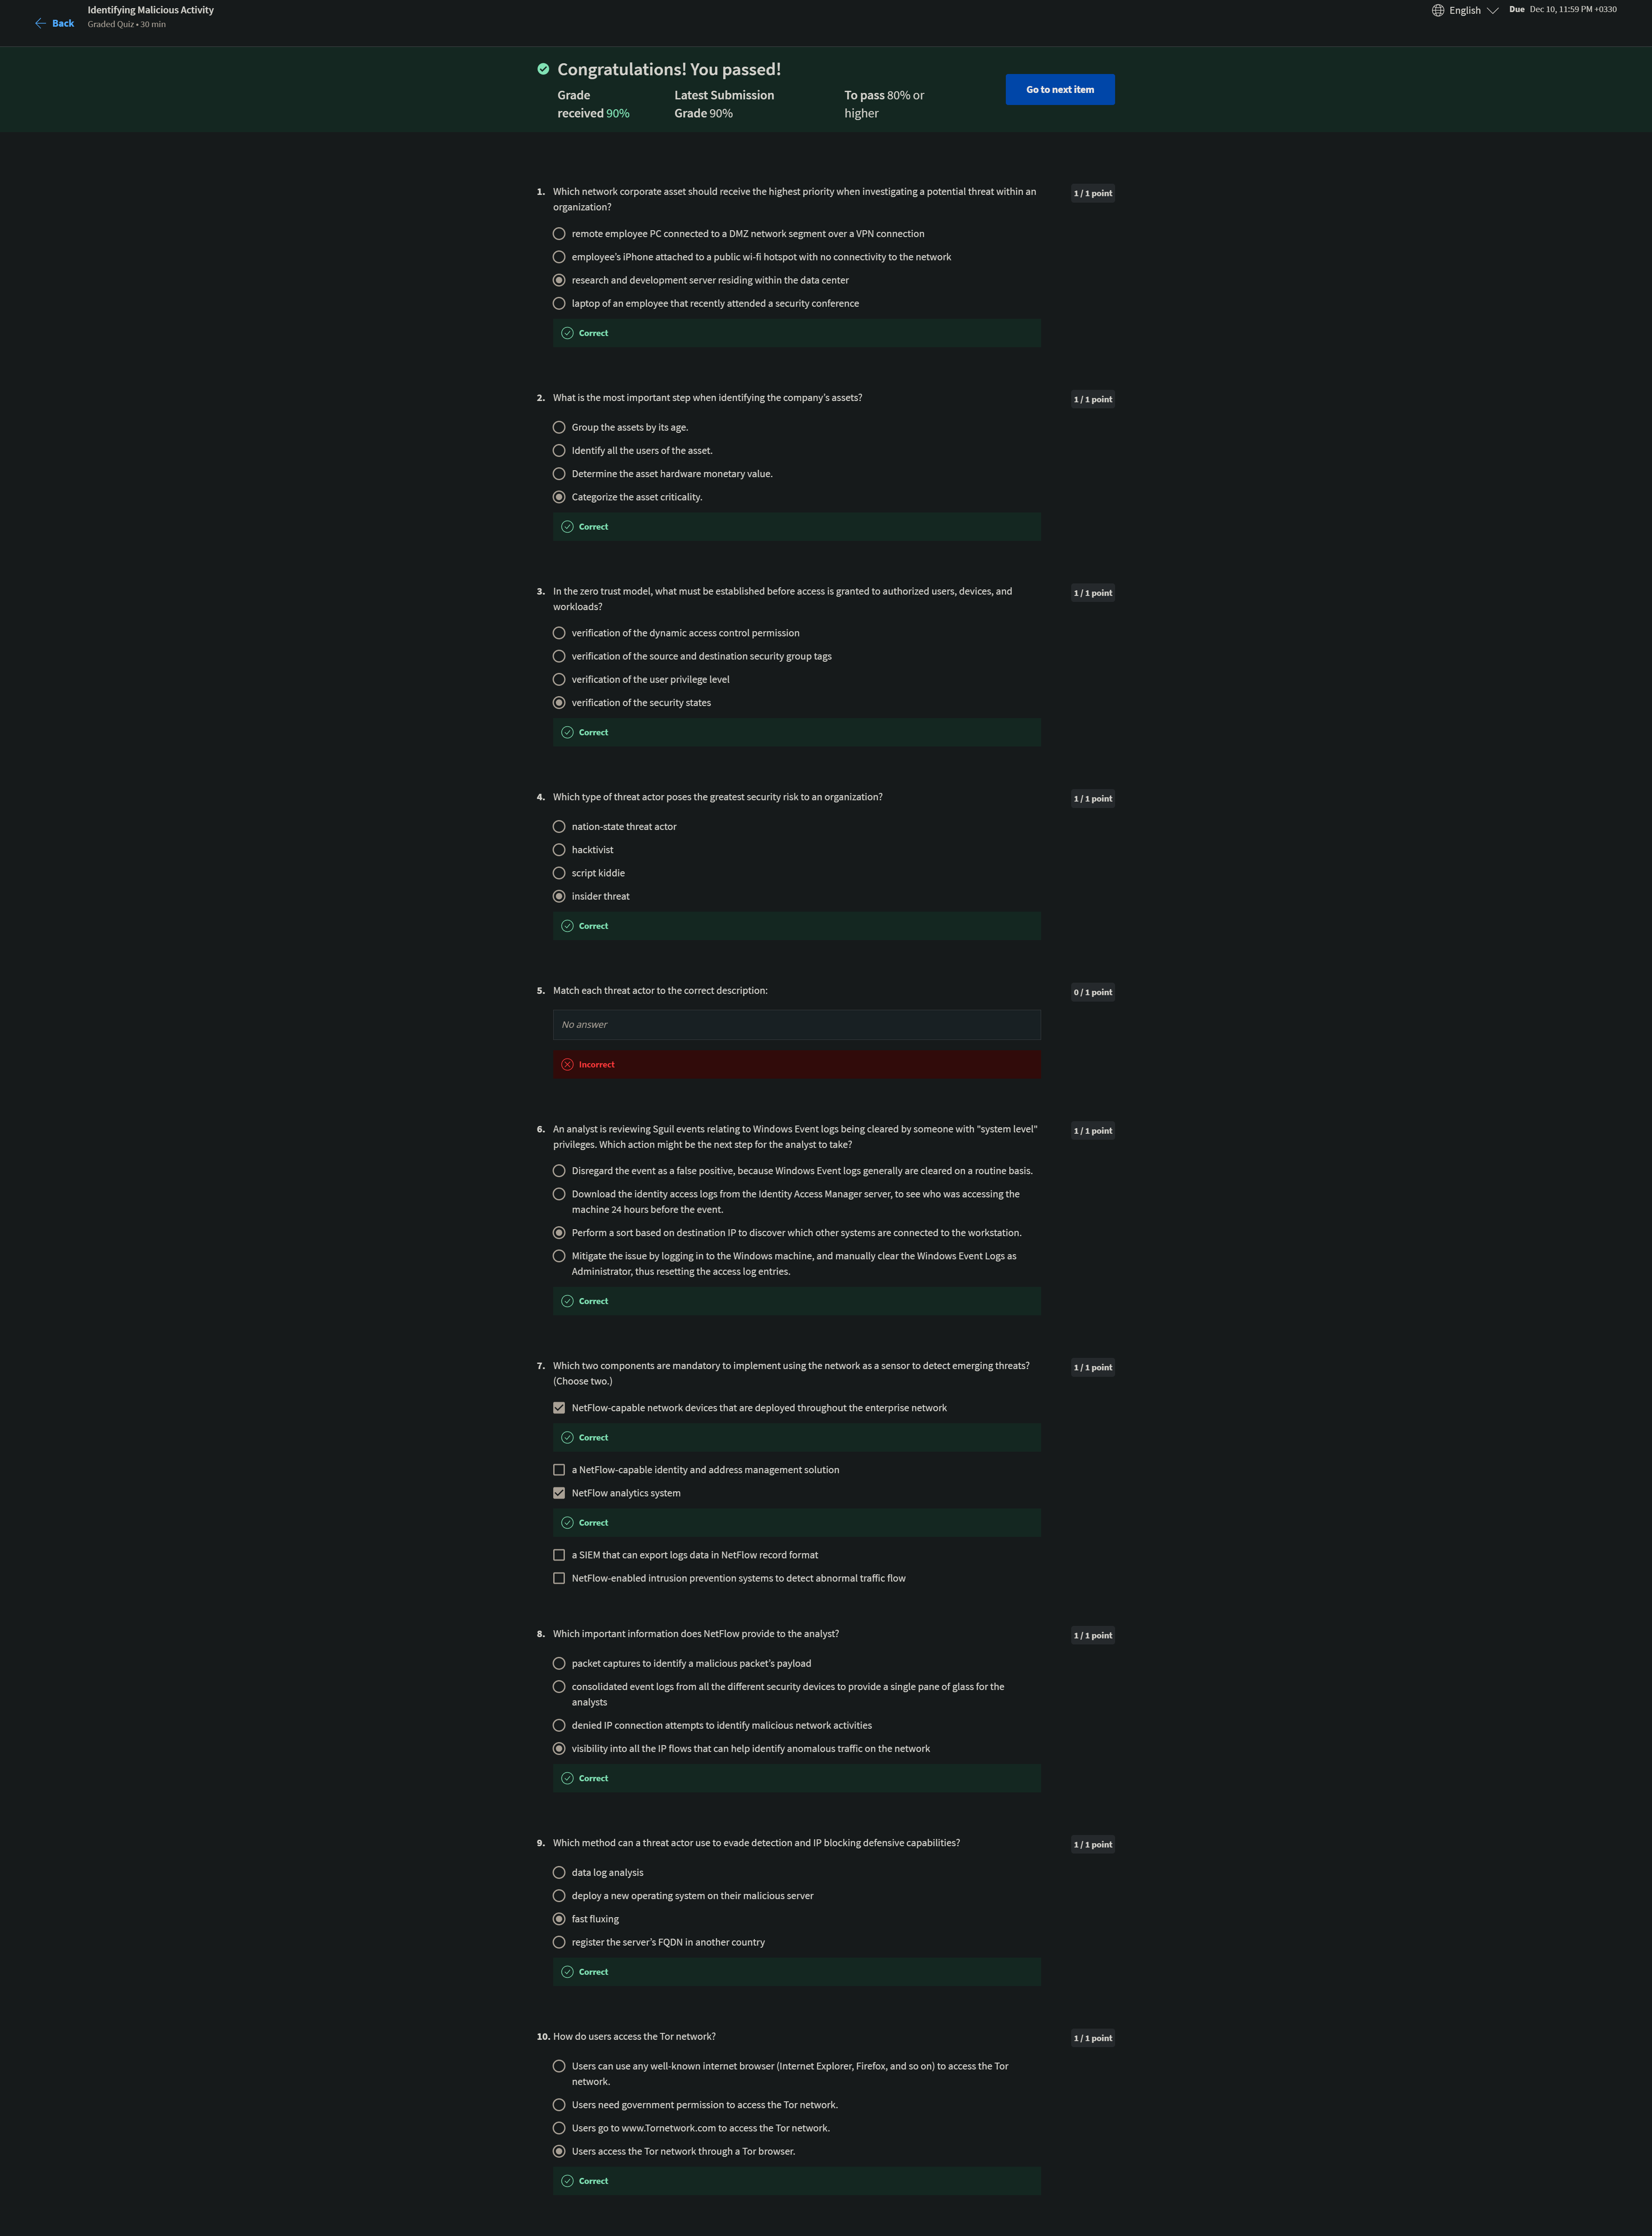 Back
Identifying Malicious Activity
Graded Quiz • 30 min
English
Due Dec 10, 11:59 PM +0330
Congratulations! You passed!
Grade
received 90%
Latest Submission
Grade 90%
To pass 80% or
higher
Go to next item
1. Which network corporate asset should receive the highest priority when investigating a potential threat within an
organization?
1 / 1 point
remote employee PC connected to a DMZ network segment over a VPN connection
employee's iPhone attached to a public wi-fi hotspot with no connectivity to the network
research and development server residing within the data center
laptop of an employee that recently attended a security conference
Correct
2. What is the most important step when identifying the company's assets?
1 / 1 point
Group the assets by its age.
Identify all the users of the asset.
Determine the asset hardware monetary value.
Categorize the asset criticality.
Correct
3. In the zero trust model, what must be established before access is granted to authorized users, devices, and
workloads?
1 / 1 point
verification of the dynamic access control permission
verification of the source and destination security group tags
verification of the user privilege level
verification of the security states
Correct
4. Which type of threat actor poses the greatest security risk to an organization?
1 / 1 point
nation-state threat actor
hacktivist
script kiddie
insider threat
Correct
5. Match each threat actor to the correct description:
0 / 1 point
No answer
Incorrect
6. An analyst is reviewing Sguil events relating to Windows Event logs being cleared by someone with "system level"
privileges. Which action might be the next step for the analyst to take?
1 / 1 point
Disregard the event as a false positive, because Windows Event logs generally are cleared on a routine basis.
Download the identity access logs from the Identity Access Manager server, to see who was accessing the
machine 24 hours before the event.
Perform a sort based on destination IP to discover which other systems are connected to the workstation.
Mitigate the issue by logging in to the Windows machine, and manually clear the Windows Event Logs as
Administrator, thus resetting the access log entries.
Correct
7. Which two components are mandatory to implement using the network as a sensor to detect emerging threats?
(Choose two.)
1 / 1 point
NetFlow-capable network devices that are deployed throughout the enterprise network
Correct
a NetFlow-capable identity and address management solution
NetFlow analytics system
Correct
a SIEM that can export logs data in NetFlow record format
NetFlow-enabled intrusion prevention systems to detect abnormal traffic flow
8. Which important information does NetFlow provide to the analyst?
1 / 1 point
packet captures to identify a malicious packet's payload
consolidated event logs from all the different security devices to provide a single pane of glass for the
analysts
denied IP connection attempts to identify malicious network activities
visibility into all the IP flows that can help identify anomalous traffic on the network
Correct
9. Which method can a threat actor use to evade detection and IP blocking defensive capabilities?
1 / 1 point
data log analysis
deploy a new operating system on their malicious server
fast fluxing
register the server's FQDN in another country
Correct
10. How do users access the Tor network?
1 / 1 point
Users can use any well-known internet browser (Internet Explorer, Firefox, and so on) to access the Tor
network.
Users need government permission to access the Tor network.
Users go to www.Tornetwork.com to access the Tor network.
Users access the Tor network through a Tor browser.
Correct